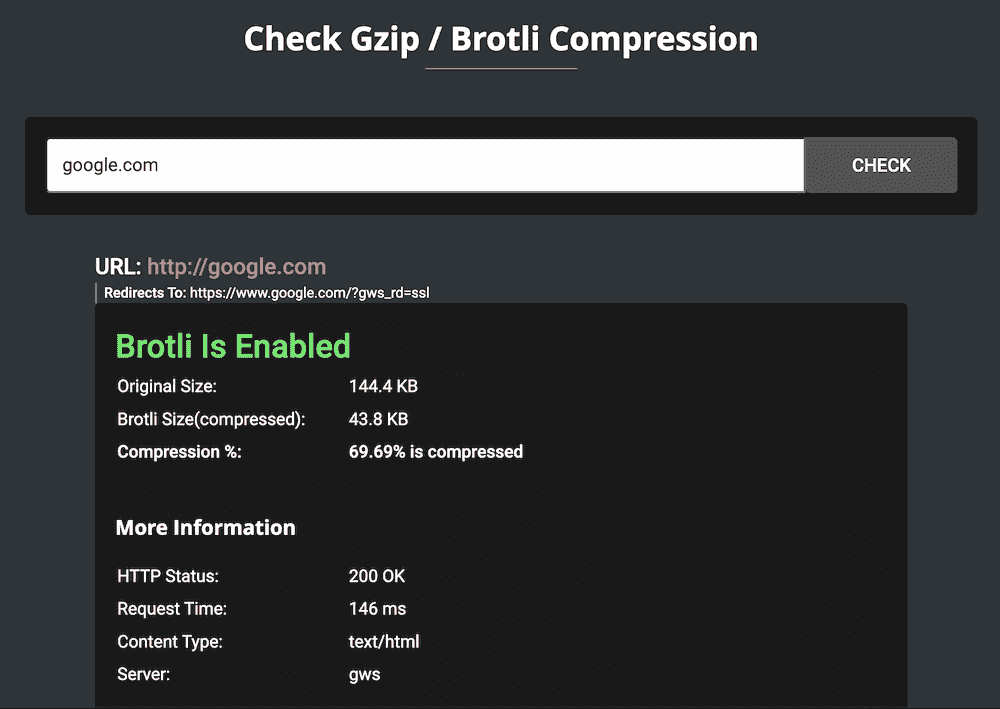 Check Gzip / Brotli Compression
google.com CHECK
URL: http://google.com
Redirects To: https://www.google.com/?gws_rd=ssl
Brotli Is Enabled
Original Size: 144.4 KB
Brotli Size(compressed): 43.8 KB
Compression %: 69.69% is compressed
More Information
HTTP Status: 200 OK
Request Time: 146 ms
Content Type: text/html
Server: gws